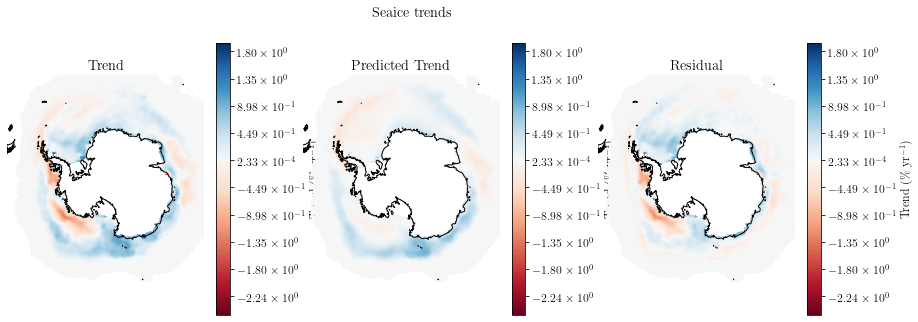 Seaice trends
Trend
1.80 × 10⁰
1.35 × 10⁰
8.98 × 10⁻¹
4.49 × 10⁻¹
2.33 × 10⁻⁴
−4.49 × 10⁻¹
−8.98 × 10⁻¹
−1.35 × 10⁰
−1.80 × 10⁰
−2.24 × 10⁰
Predicted Trend
1.80 × 10⁰
1.35 × 10⁰
8.98 × 10⁻¹
4.49 × 10⁻¹
2.33 × 10⁻⁴
−4.49 × 10⁻¹
−8.98 × 10⁻¹
−1.35 × 10⁰
−1.80 × 10⁰
−2.24 × 10⁰
Residual
1.80 × 10⁰
1.35 × 10⁰
8.98 × 10⁻¹
4.49 × 10⁻¹
2.33 × 10⁻⁴
−4.49 × 10⁻¹
−8.98 × 10⁻¹
−1.35 × 10⁰
−1.80 × 10⁰
−2.24 × 10⁰
Trend (% yr⁻¹)